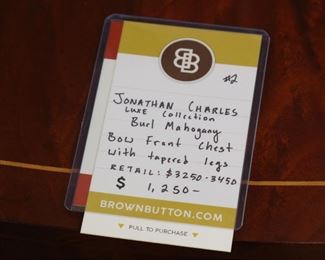 BB
#2
JONATHAN CHARLES
LUXE Collection
Burl Mahogany
Bow Front Chest
with tapered legs
RETAIL: $3250-3450
$ 1,250-
BROWNBUTTON.COM
PULL TO PURCHASE